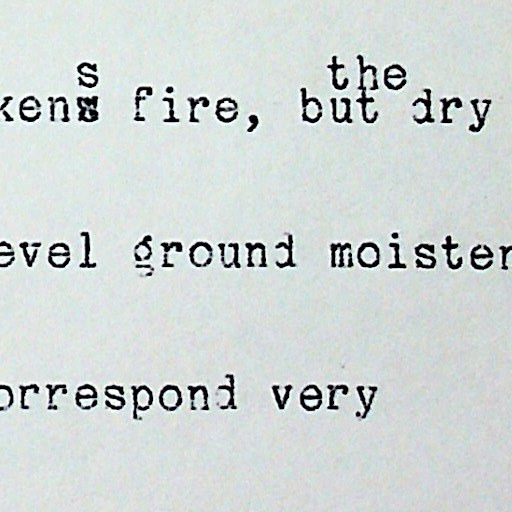 s the
kens fire, but dry
evel ground moisten
orrespond very